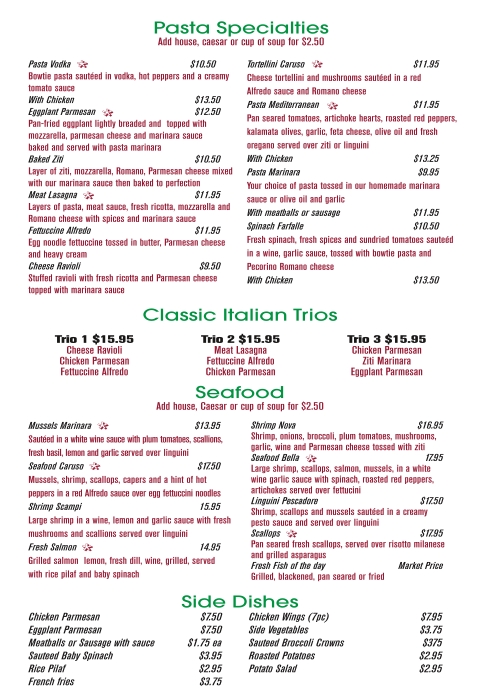 Pasta Specialties
Add house, caesar or cup of soup for $2.50
Pasta Vodka $10.50
Bowtie pasta sautéed in vodka, hot peppers and a creamy
tomato sauce
With Chicken $13.50
Eggplant Parmesan $12.50
Pan-fried eggplant lightly breaded and topped with
mozzarella, parmesan cheese and marinara sauce
baked and served with pasta marinara
Baked Ziti $10.50
Layer of ziti, mozzarella, Romano, Parmesan cheese mixed
with our marinara sauce then baked to perfection
Meat Lasagna $11.95
Layers of pasta, meat sauce, fresh ricotta, mozzarella and
Romano cheese with spices and marinara sauce
Fettuccine Alfredo $11.95
Egg noodle fettuccine tossed in butter, Parmesan cheese
and heavy cream
Cheese Ravioli $9.50
Stuffed ravioli with fresh ricotta and Parmesan cheese
topped with marinara sauce
Tortellini Caruso $11.95
Cheese tortellini and mushrooms sautéed in a red
Alfredo sauce and Romano cheese
Pasta Mediterranean $11.95
Pan seared tomatoes, artichoke hearts, roasted red peppers,
kalamata olives, garlic, feta cheese, olive oil and fresh
oregano served over ziti or linguini
With Chicken $13.25
Pasta Marinara $9.95
Your choice of pasta tossed in our homemade marinara
sauce or olive oil and garlic
With meatballs or sausage $11.95
Spinach Farfalle $10.50
Fresh spinach, fresh spices and sundried tomatoes sauteéd
in a wine, garlic sauce, tossed with bowtie pasta and
Pecorino Romano cheese
With Chicken $13.50
Classic Italian Trios
Trio 1 $15.95
Cheese Ravioli
Chicken Parmesan
Fettuccine Alfredo
Trio 2 $15.95
Meat Lasagna
Fettuccine Alfredo
Chicken Parmesan
Trio 3 $15.95
Chicken Parmesan
Ziti Marinara
Eggplant Parmesan
Seafood
Add house, Caesar or cup of soup for $2.50
Mussels Marinara $13.95
Sautéed in a white wine sauce with plum tomatoes, scallions,
fresh basil, lemon and garlic served over linguini
Seafood Caruso $17.50
Mussels, shrimp, scallops, capers and a hint of hot
peppers in a red Alfredo sauce over egg fettuccini noodles
Shrimp Scampi 15.95
Large shrimp in a wine, lemon and garlic sauce with fresh
mushrooms and scallions served over linguini
Fresh Salmon 14.95
Grilled salmon lemon, fresh dill, wine, grilled, served
with rice pilaf and baby spinach
Shrimp Nova $16.95
Shrimp, onions, broccoli, plum tomatoes, mushrooms,
garlic, wine and Parmesan cheese tossed with ziti
Seafood Bella 17.95
Large shrimp, scallops, salmon, mussels, in a white
wine garlic sauce with spinach, roasted red peppers,
artichokes served over fettucini
Linguini Pescadore $17.50
Shrimp, scallops and mussels sautéed in a creamy
pesto sauce and served over linguini
Scallops $17.95
Pan seared fresh scallops, served over risotto milanese
and grilled asparagus
Fresh Fish of the day Market Price
Grilled, blackened, pan seared or fried
Side Dishes
Chicken Parmesan $7.50
Eggplant Parmesan $7.50
Meatballs or Sausage with sauce $1.75 ea
Sauteed Baby Spinach $3.95
Rice Pilaf $2.95
French fries $3.75
Chicken Wings (7pc) $7.95
Side Vegetables $3.75
Sauteed Broccoli Crowns $375
Roasted Potatoes $2.95
Potato Salad $2.95